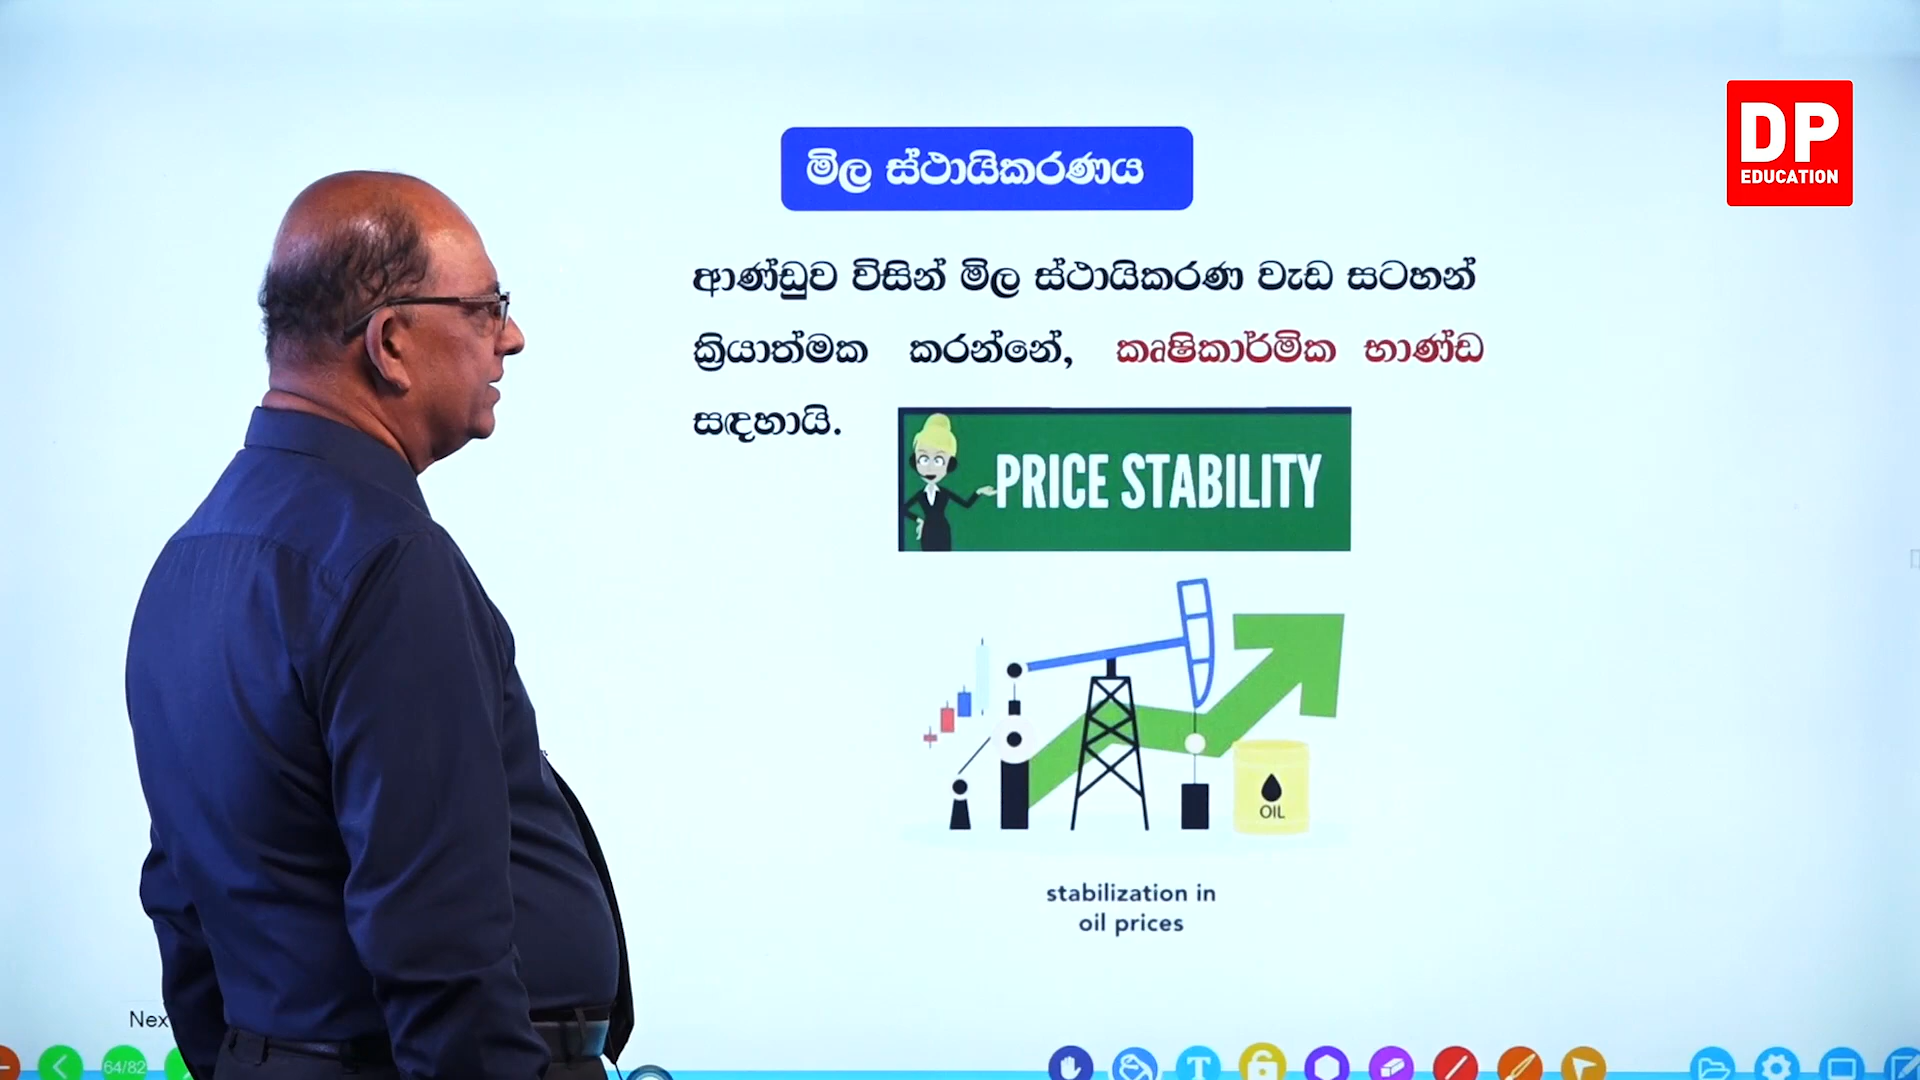 DP
EDUCATION
මිල ස්ථායිකරණය
ආණ්ඩුව විසින් මිල ස්ථායිකරණ වැඩ සටහන්
ක්‍රියාත්මක කරන්නේ, කෘෂිකාර්මික භාණ්ඩ
සඳහායි.
PRICE STABILITY
OIL
stabilization in
oil prices
Nex
64/82
T